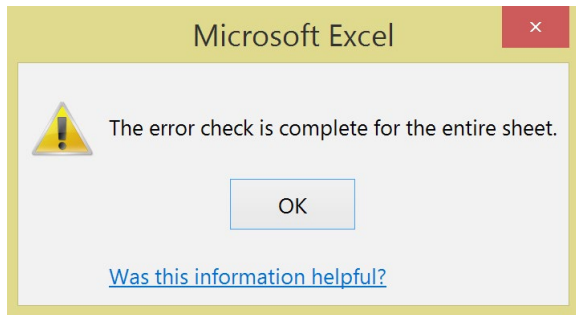 Microsoft Excel
The error check is complete for the entire sheet.
OK
Was this information helpful?